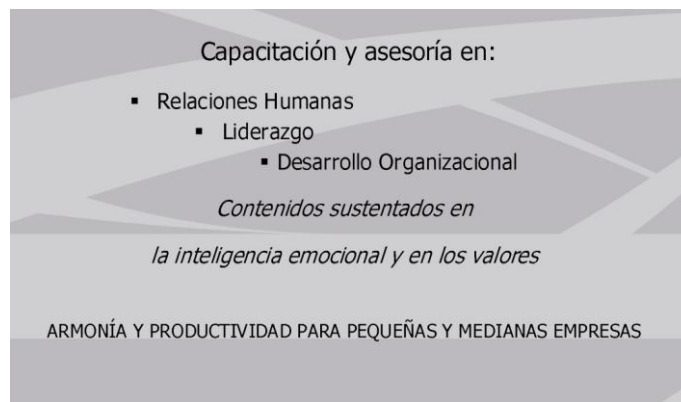 Capacitación y asesoría en:
▪ Relaciones Humanas
▪ Liderazgo
▪ Desarrollo Organizacional
Contenidos sustentados en
la inteligencia emocional y en los valores
ARMONÍA Y PRODUCTIVIDAD PARA PEQUEÑAS Y MEDIANAS EMPRESAS